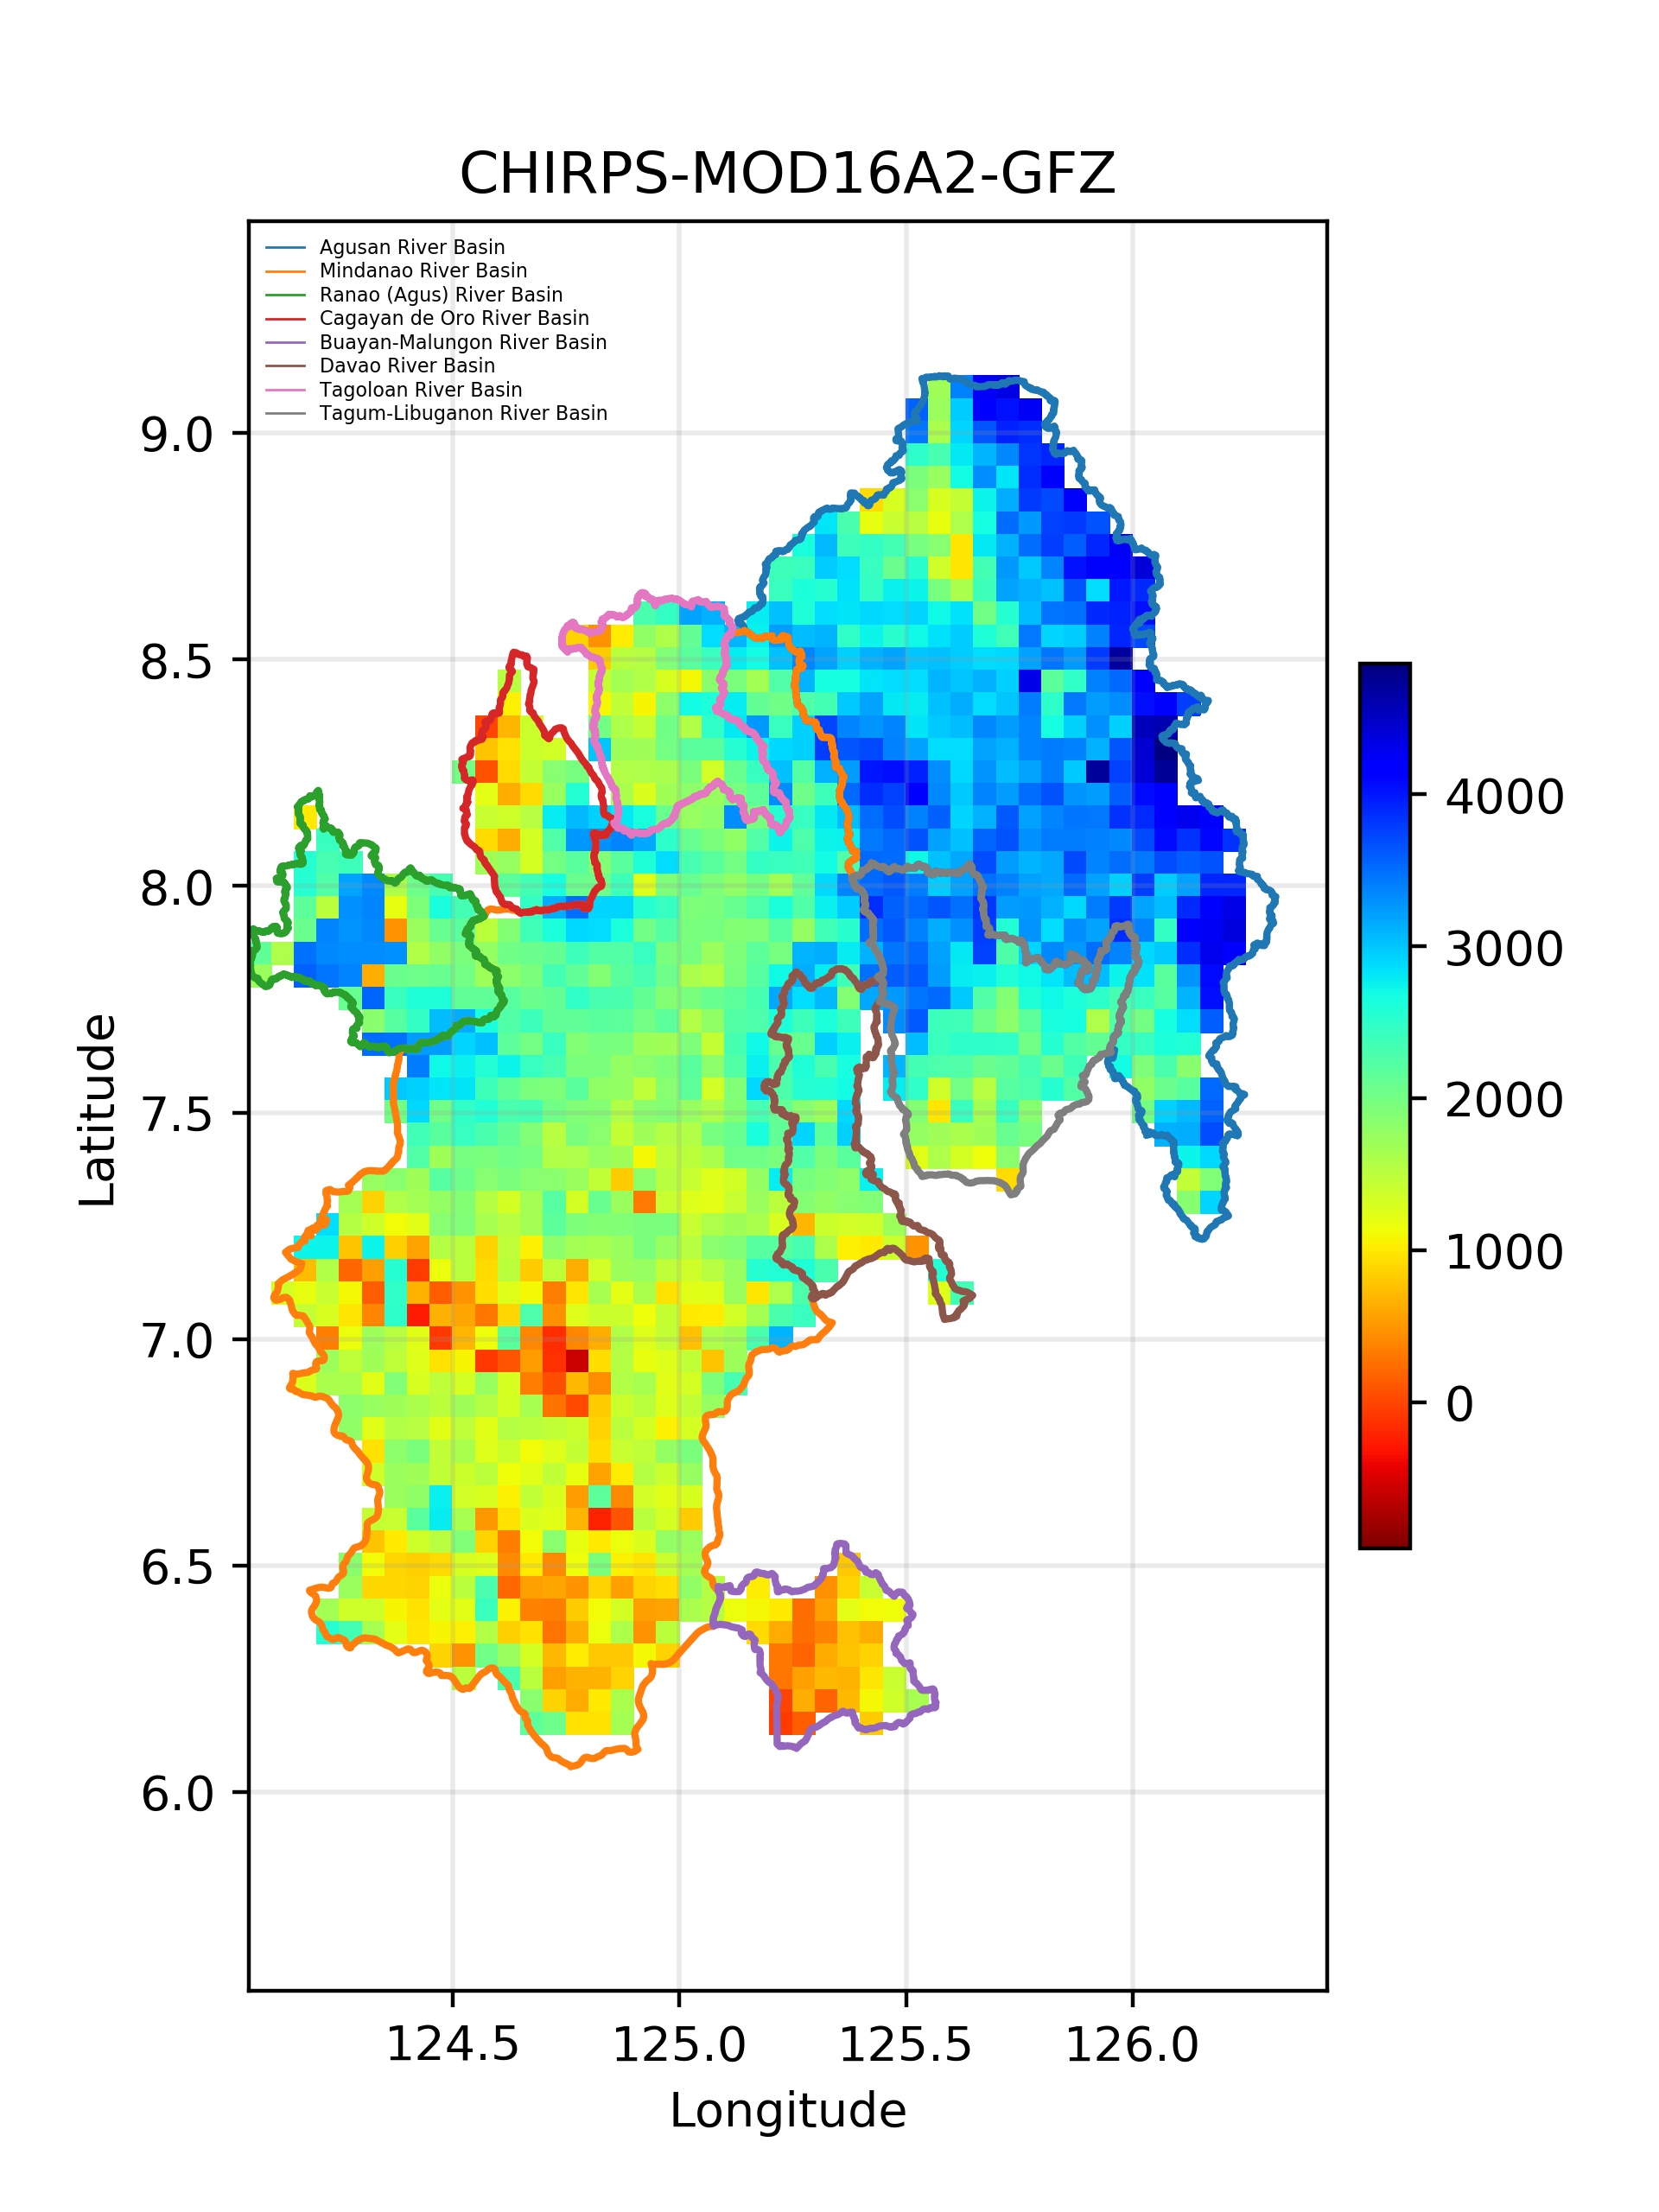 CHIRPS-MOD16A2-GFZ
Agusan River Basin
Mindanao River Basin
Ranao (Agus) River Basin
Cagayan de Oro River Basin
Buayan-Malungon River Basin
Davao River Basin
Tagoloan River Basin
Tagum-Libuganon River Basin
9.0
8.5
8.0
7.5
7.0
6.5
6.0
Latitude
124.5 125.0 125.5 126.0
Longitude
4000
3000
2000
1000
0